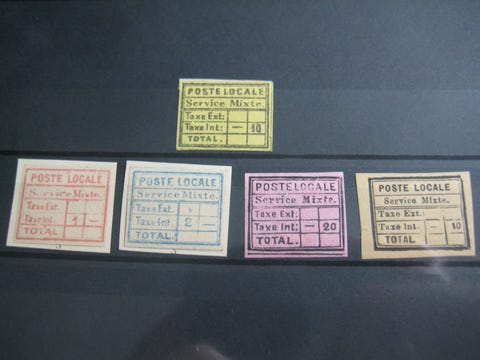 POSTE LOCALE
Service Mixte.
Taxe Ext:
Taxe Int: — 10
TOTAL.
POSTE LOCALE
Service Mixte.
Taxe Ext.
Taxe Int. 1 —
TOTAL
POSTE LOCALE
Service Mixte.
Taxe Ext.
Taxe Int. 2 —
TOTAL.
POSTE LOCALE
Service Mixte.
Taxe Ext:
Taxe Int: — 20
TOTAL.
POSTE LOCALE
Service Mixte.
Taxe Ext:
Taxe Int. — 10
TOTAL